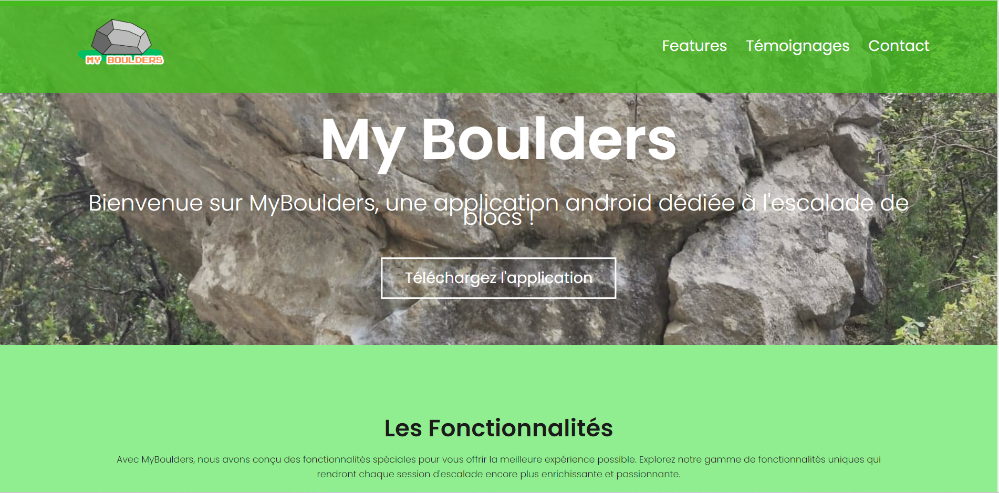 MY BOULDERS
Features Témoignages Contact
My Boulders
Bienvenue sur MyBoulders, une application android dédiée à l'escalade de
blocs !
Téléchargez l'application
Les Fonctionnalités
Avec MyBoulders, nous avons conçu des fonctionnalités spéciales pour vous offrir la meilleure expérience possible. Explorez notre gamme de fonctionnalités uniques qui
rendront chaque session d'escalade encore plus enrichissante et passionnante.